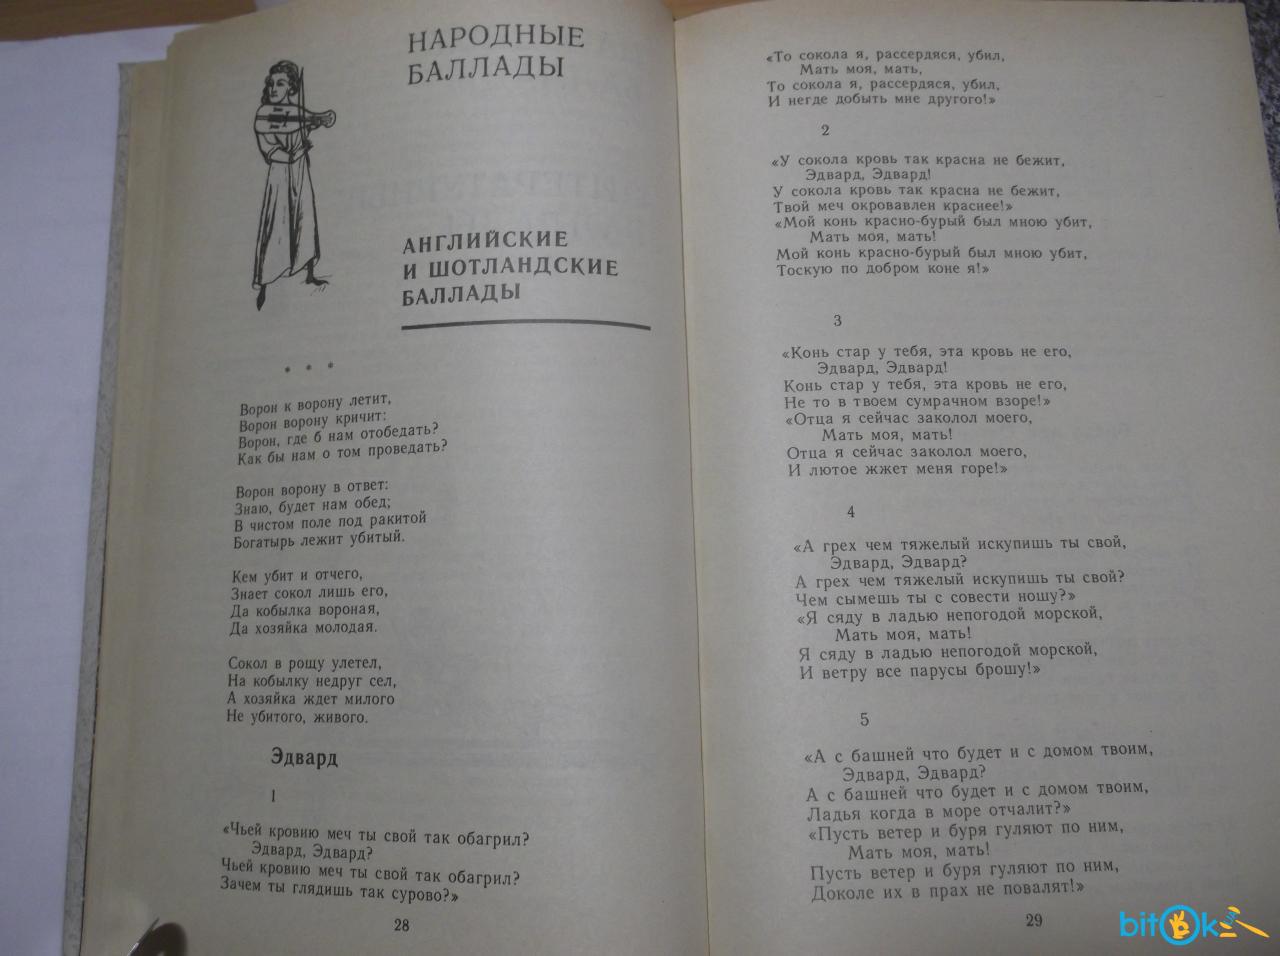 НАРОДНЫЕ
БАЛЛАДЫ
АНГЛИЙСКИЕ
И ШОТЛАНДСКИЕ
БАЛЛАДЫ
* * *
Ворон к ворону летит,
Ворон ворону кричит:
Ворон, где б нам отобедать?
Как бы нам о том проведать?
Ворон ворону в ответ:
Знаю, будет нам обед;
В чистом поле под ракитой
Богатырь лежит убитый.
Кем убит и отчего,
Знает сокол лишь его,
Да кобылка вороная,
Да хозяйка молодая.
Сокол в рощу улетел,
На кобылку недруг сел,
А хозяйка ждет милого
Не убитого, живого.
Эдвард
1
«Чьей кровию меч ты свой так обагрил?
Эдвард, Эдвард?
Чьей кровию меч ты свой так обагрил?
Зачем ты глядишь так сурово?»
28
«То сокола я, рассердяся, убил,
Мать моя, мать,
То сокола я, рассердяся, убил,
И негде добыть мне другого!»
2
«У сокола кровь так красна не бежит,
Эдвард, Эдвард!
У сокола кровь так красна не бежит,
Твой меч окровавлен краснее!»
«Мой конь красно-бурый был мною убит,
Мать моя, мать!
Мой конь красно-бурый был мною убит,
Тоскую по добром коне я!»
3
«Конь стар у тебя, эта кровь не его,
Эдвард, Эдвард!
Конь стар у тебя, эта кровь не его,
Не то в твоем сумрачном взоре!»
«Отца я сейчас заколол моего,
Мать моя, мать!
Отца я сейчас заколол моего,
И лютое жжет меня горе!»
4
«А грех чем тяжелый искупишь ты свой,
Эдвард, Эдвард?
А грех чем тяжелый искупишь ты свой?
Чем сымешь ты с совести ношу?»
«Я сяду в ладью непогодой морской,
Мать моя, мать!
Я сяду в ладью непогодой морской,
И ветру все парусы брошу!»
5
«А с башней что будет и с домом твоим,
Эдвард, Эдвард?
А с башней что будет и с домом твоим,
Ладья когда в море отчалит?»
«Пусть ветер и буря гуляют по ним,
Мать моя, мать!
Пусть ветер и буря гуляют по ним,
Доколе их в прах не повалят!»
29